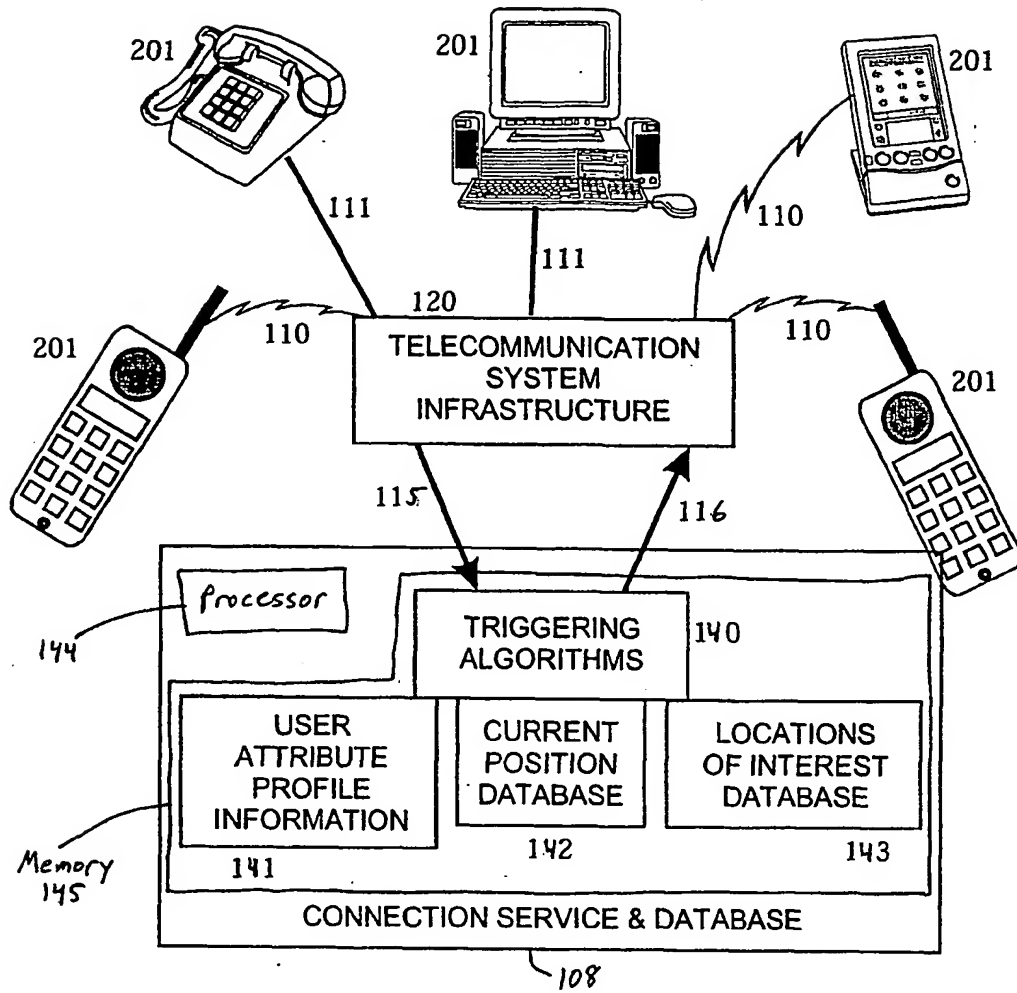 201
201
201
111
111
110
201
110
120
110
201
TELECOMMUNICATION
SYSTEM
INFRASTRUCTURE
115
116
Processor
144
TRIGGERING
ALGORITHMS
140
USER
ATTRIBUTE
PROFILE
INFORMATION
CURRENT
POSITION
DATABASE
LOCATIONS
OF INTEREST
DATABASE
Memory
145
141
142
143
CONNECTION SERVICE & DATABASE
108